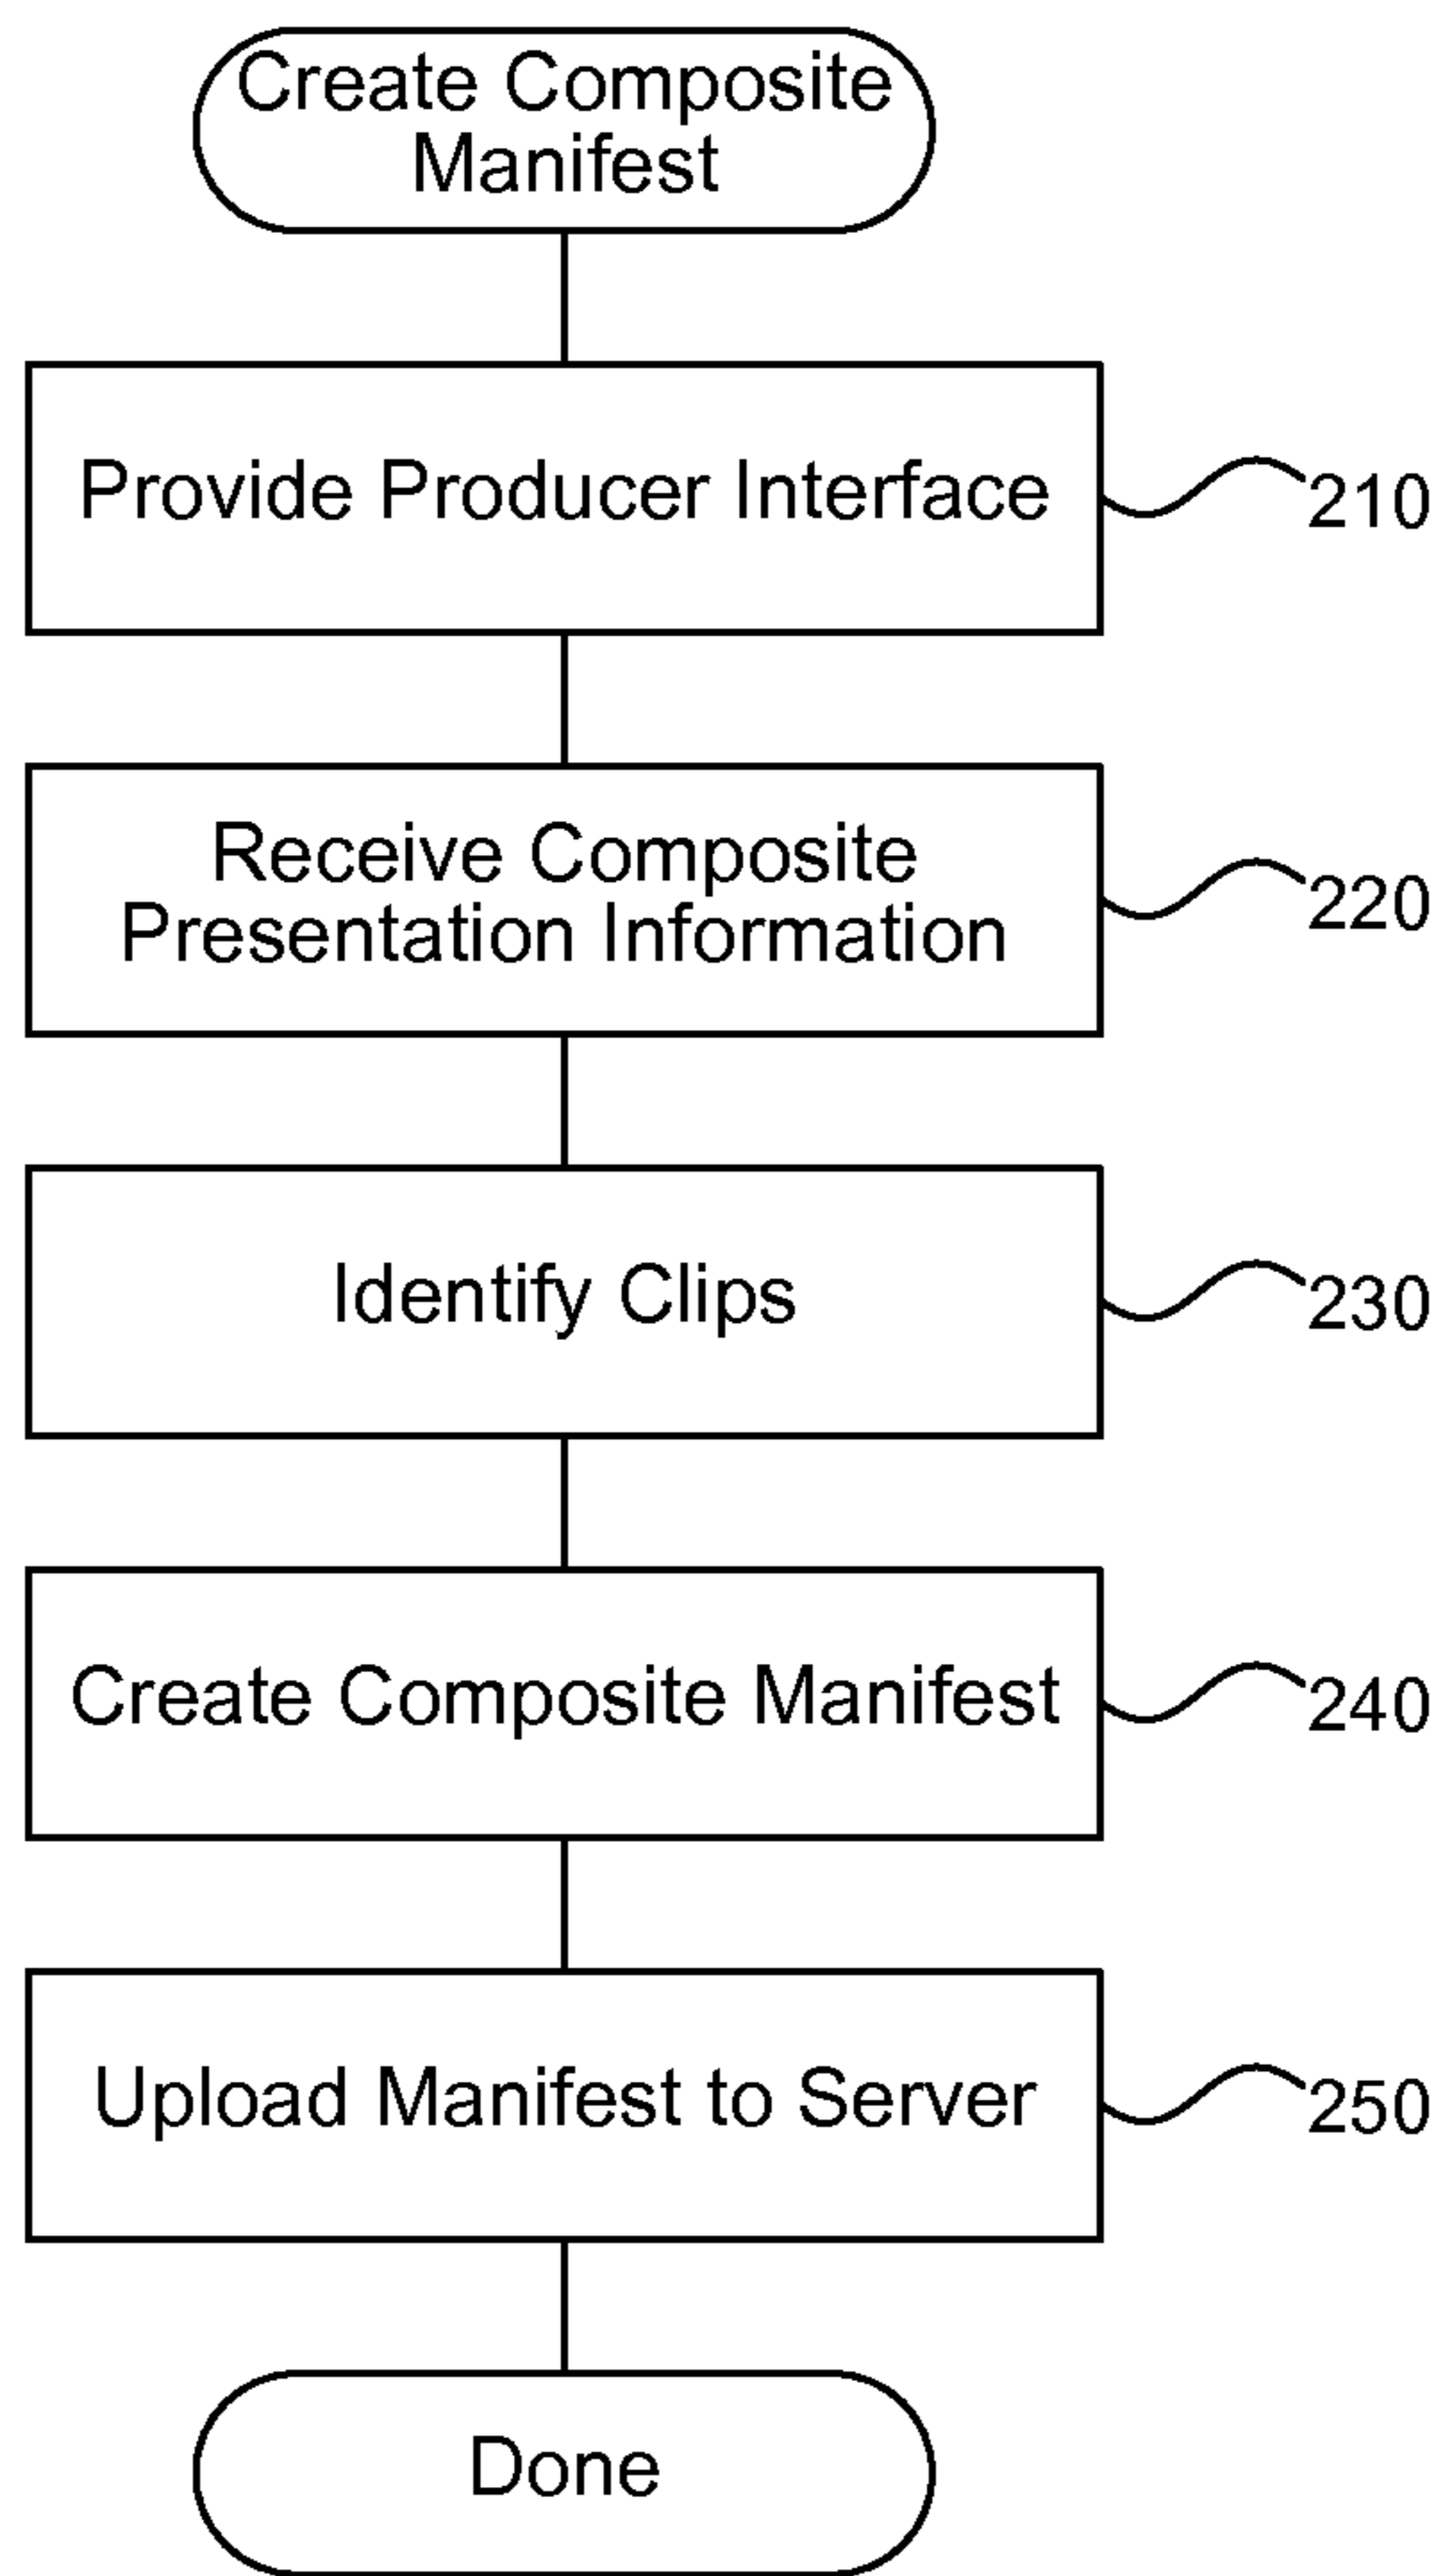 Create Composite
Manifest
Provide Producer Interface
210
Receive Composite
Presentation Information
220
Identify Clips
230
Create Composite Manifest
240
Upload Manifest to Server
250
Done